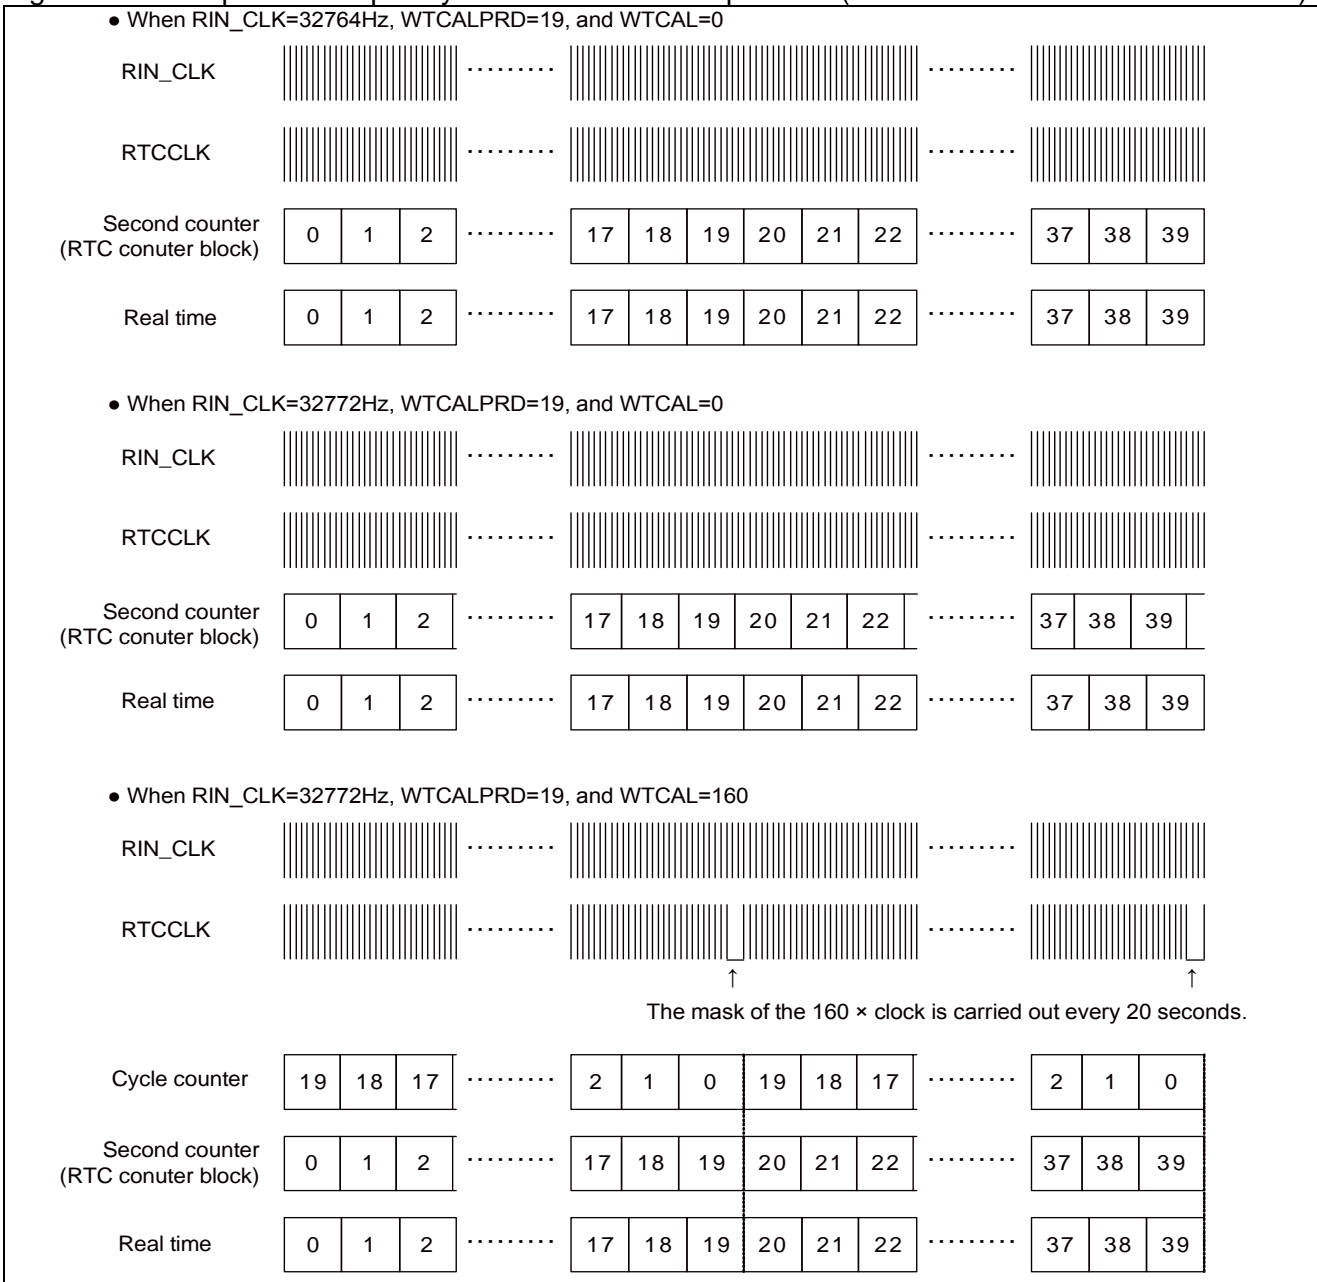 ● When RIN_CLK=32764Hz, WTCALPRD=19, and WTCAL=0
RIN_CLK ········· ·········
RTCCLK ········· ·········
Second counter
(RTC conuter block) 0 1 2 ········· 17 18 19 20 21 22 ········· 37 38 39
Real time 0 1 2 ········· 17 18 19 20 21 22 ········· 37 38 39
● When RIN_CLK=32772Hz, WTCALPRD=19, and WTCAL=0
RIN_CLK ········· ·········
RTCCLK ········· ·········
Second counter
(RTC conuter block) 0 1 2 ········· 17 18 19 20 21 22 ········· 37 38 39
Real time 0 1 2 ········· 17 18 19 20 21 22 ········· 37 38 39
● When RIN_CLK=32772Hz, WTCALPRD=19, and WTCAL=160
RIN_CLK ········· ·········
RTCCLK ········· ·········
↑ ↑
The mask of the 160 × clock is carried out every 20 seconds.
Cycle counter 19 18 17 ········· 2 1 0 19 18 17 ········· 2 1 0
Second counter
(RTC conuter block) 0 1 2 ········· 17 18 19 20 21 22 ········· 37 38 39
Real time 0 1 2 ········· 17 18 19 20 21 22 ········· 37 38 39